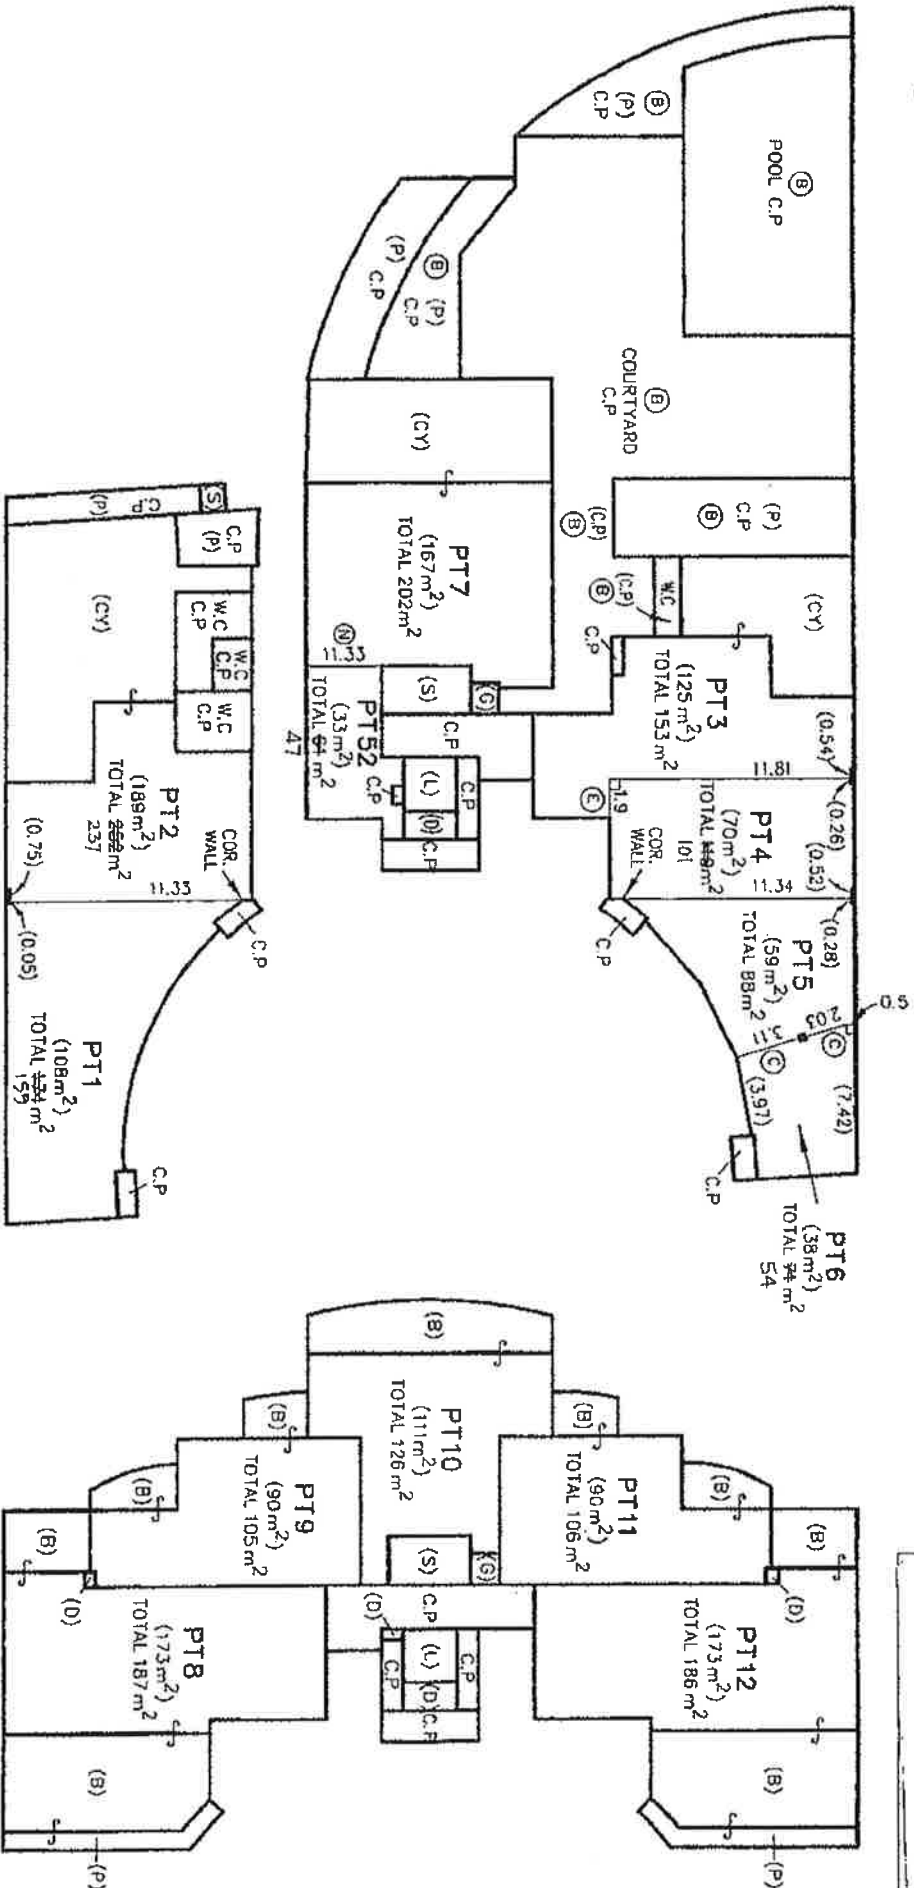 (B)
POOL C.P
(B)
(P)
C.P
(B)
COURTYARD
C.P
(P)
C.P
(B)
(P)
C.P
(B)
(P)
C.P
(B)
(C.P)
(B)
W.C
(C.P)
(B)
(CY)
C.P
PT3
(125m²)
TOTAL 153m²
(0.54)
11.81
(0.26)
1.9
(E)
PT4
(70m²)
TOTAL m²
101
(0.52)
11.34
(0.28)
COR.
WALL
C.P
PT5
(59m²)
TOTAL 88m²
0.5
2.03
(C)
3.11
(C)
(3.97)
(7.42)
C.P
PT6
(38m²)
TOTAL 74 m²
54
(CY)
PT7
(167m²)
TOTAL 202m²
(N)
11.33
(S)
(G)
PT52
(33m²)
TOTAL 61 m²
47
C.P
(L)
C.P
(D)
C.P
C.P
(S)
C.P
(P)
C.P
(P)
W.C
C.P
W.C
C.P
W.C
C.P
(CY)
PT2
(189m²)
TOTAL 252m²
237
COR.
WALL
11.33
(0.75)
(0.05)
C.P
PT1
(108m²)
TOTAL m²
159
C.P
(B)
PT10
(111m²)
TOTAL 126m²
(B)
(B)
PT11
(90m²)
TOTAL 106m²
(B)
(B)
(D)
PT9
(90m²)
TOTAL 105m²
(B)
(B)
(D)
(S)
(G)
C.P
(D)
(L)
C.P
C.P
(D)
C.P
PT12
(173m²)
TOTAL 186m²
(B)
(P)
PT8
(173m²)
TOTAL 187m²
(B)
(P)